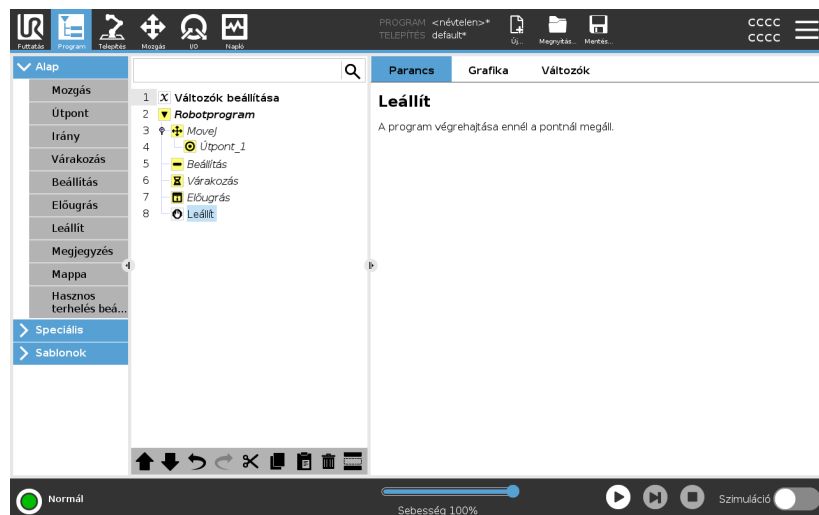 PROGRAM <névtelen>*
TELEPÍTÉS default*
Futtatás
Program
Telepítés
Mozgás
I/O
Napló
Új...
Megnyitás...
Mentés...
CCCC
CCCC
Alap
Mozgás
Útpont
Irány
Várakozás
Beállítás
Előugrás
Leállít
Megjegyzés
Mappa
Hasznos
terhelés beá...
Speciális
Sablonok
1 X Változók beállítása
2 Robotprogram
3 MoveJ
4 Útpont_1
5 Beállítás
6 Várakozás
7 Előugrás
8 Leállít
Parancs Grafika Változók
Leállít
A program végrehajtása ennél a pontnál megáll.
Normál
Sebesség 100%
Szimuláció